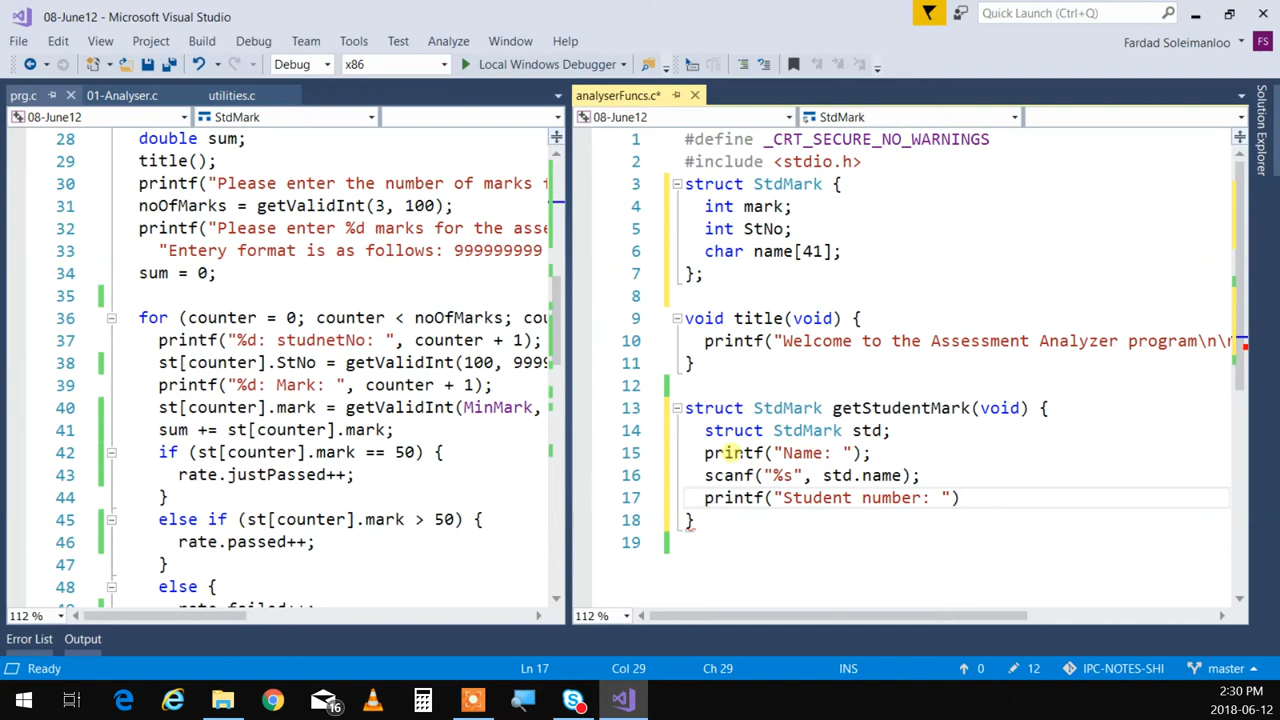 08-June12 - Microsoft Visual Studio
Quick Launch (Ctrl+Q)
File Edit View Project Build Debug Team Tools Test Analyze Window Help
Fardad Soleimanloo FS
Debug x86 Local Windows Debugger
prg.c 01-Analyser.c utilities.c
analyserFuncs.c*
08-June12 StdMark
08-June12 StdMark
Solution Explorer
28 double sum;
29 title();
30 printf("Please enter the number of marks f
31 noOfMarks = getValidInt(3, 100);
32 printf("Please enter %d marks for the asse
33 "Entery format is as follows: 999999999
34 sum = 0;
35
36 for (counter = 0; counter < noOfMarks; cou
37 printf("%d: studnetNo: ", counter + 1);
38 st[counter].StNo = getValidInt(100, 9999
39 printf("%d: Mark: ", counter + 1);
40 st[counter].mark = getValidInt(MinMark,
41 sum += st[counter].mark;
42 if (st[counter].mark == 50) {
43 rate.justPassed++;
44 }
45 else if (st[counter].mark > 50) {
46 rate.passed++;
47 }
48 else {
rate.failed++;
1 #define _CRT_SECURE_NO_WARNINGS
2 #include <stdio.h>
3 struct StdMark {
4 int mark;
5 int StNo;
6 char name[41];
7 };
8
9 void title(void) {
10 printf("Welcome to the Assessment Analyzer program\n\n
11 }
12
13 struct StdMark getStudentMark(void) {
14 struct StdMark std;
15 printf("Name: ");
16 scanf("%s", std.name);
17 printf("Student number: ")
18 }
19
112 %
112 %
Error List Output
Ready Ln 17 Col 29 Ch 29 INS 0 12 IPC-NOTES-SHI master
16
2:30 PM
2018-06-12